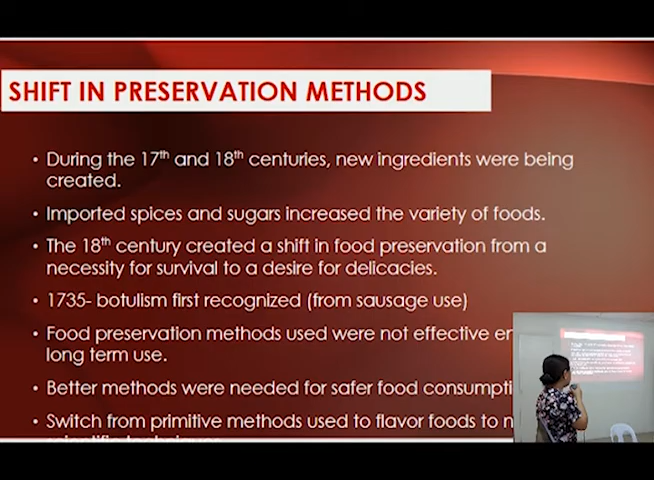 SHIFT IN PRESERVATION METHODS
• During the 17th and 18th centuries, new ingredients were being
created.
• Imported spices and sugars increased the variety of foods.
• The 18th century created a shift in food preservation from a
necessity for survival to a desire for delicacies.
• 1735- botulism first recognized (from sausage use)
• Food preservation methods used were not effective en
long term use.
• Better methods were needed for safer food consumpti
• Switch from primitive methods used to flavor foods to n